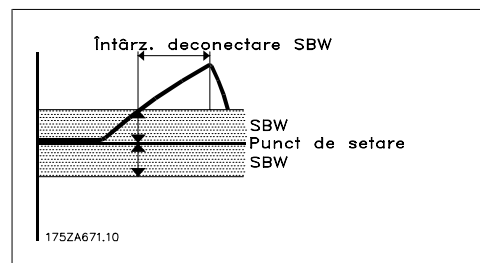 Întârz. deconectare SBW
SBW
Punct de setare
SBW
175ZA671.10